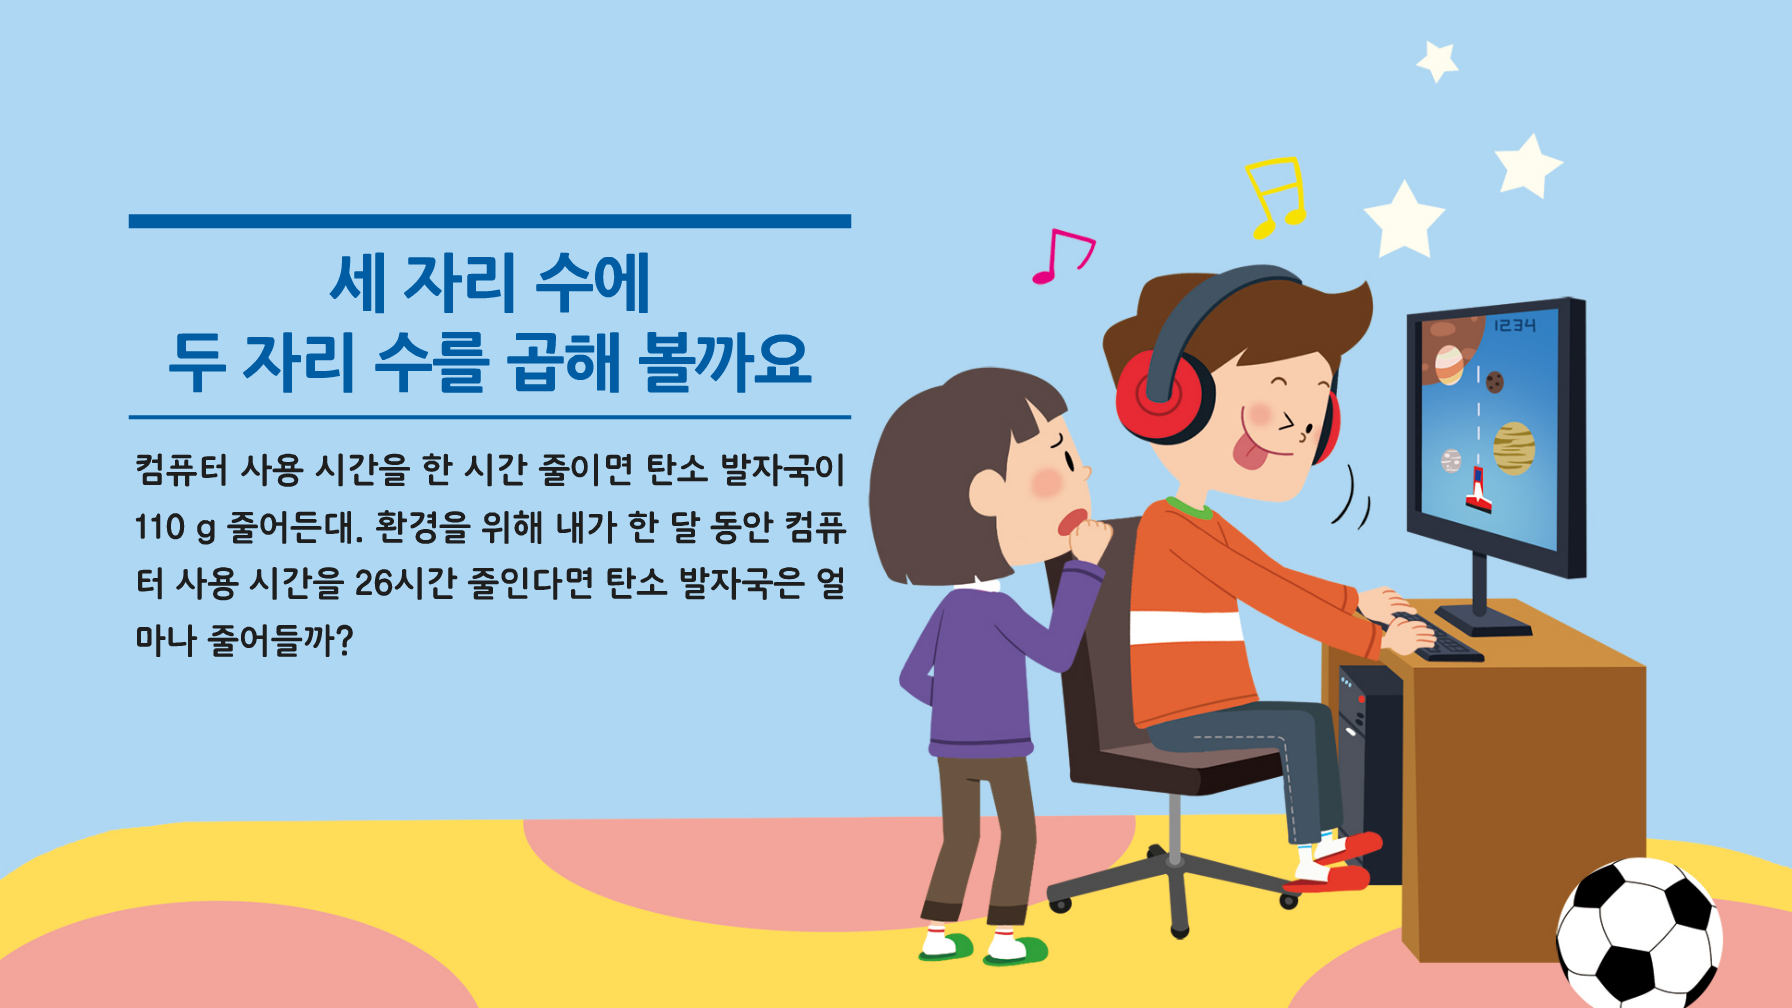 세 자리 수에
두 자리 수를 곱해 볼까요
컴퓨터 사용 시간을 한 시간 줄이면 탄소 발자국이
110 g 줄어든대. 환경을 위해 내가 한 달 동안 컴퓨
터 사용 시간을 26시간 줄인다면 탄소 발자국은 얼
마나 줄어들까?
1234